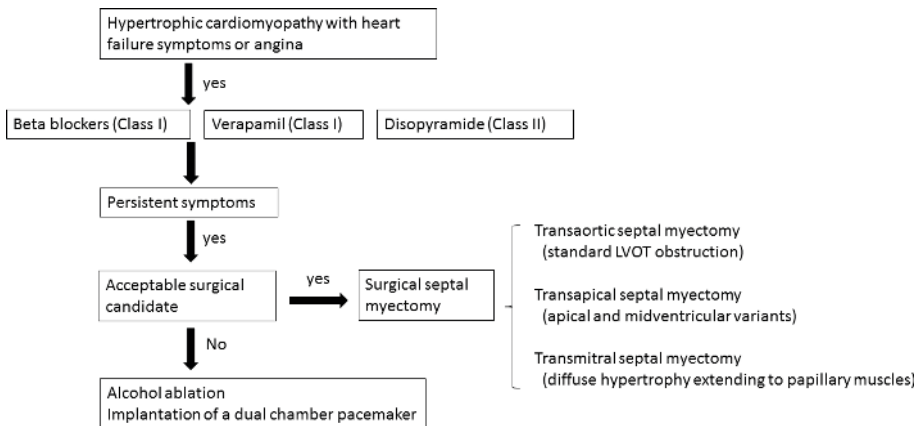 Hypertrophic cardiomyopathy with heart
failure symptoms or angina
yes
Beta blockers (Class I)
Verapamil (Class I)
Disopyramide (Class II)
Persistent symptoms
yes
Acceptable surgical
candidate
yes
Surgical septal
myectomy
Transaortic septal myectomy
(standard LVOT obstruction)
Transapical septal myectomy
(apical and midventricular variants)
Transmitral septal myectomy
(diffuse hypertrophy extending to papillary muscles)
No
Alcohol ablation
Implantation of a dual chamber pacemaker